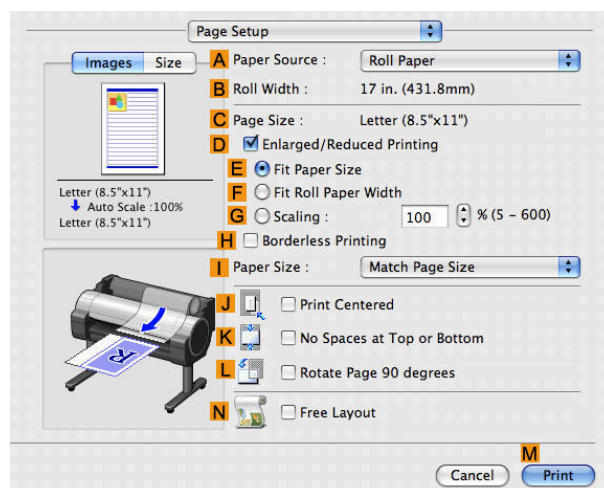 Page Setup
Images Size
A Paper Source : Roll Paper
B Roll Width : 17 in. (431.8mm)
C Page Size : Letter (8.5"x11")
D Enlarged/Reduced Printing
E Fit Paper Size
F Fit Roll Paper Width
G Scaling : 100 % (5 - 600)
H Borderless Printing
Letter (8.5"x11")
Auto Scale :100%
Letter (8.5"x11")
I Paper Size : Match Page Size
J Print Centered
K No Spaces at Top or Bottom
L Rotate Page 90 degrees
N Free Layout
R
M
Cancel Print